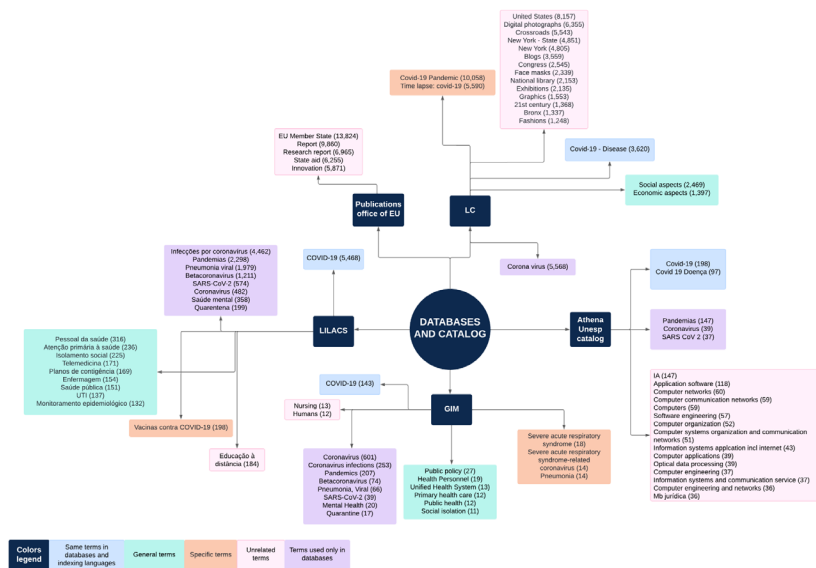 United States (8,157)
Digital photographs (6,355)
Crossroads (5,543)
New York - State (4,851)
New York (4,805)
Blogs (3,559)
Congress (2,545)
Face masks (2,339)
National library (2,153)
Exhibitions (2,135)
Graphics (1,553)
21st century (1,368)
Bronx (1,337)
Fashions (1,248)
Covid-19 Pandemic (10,058)
Time lapse: covid-19 (5,590)
EU Member State (13,824)
Report (9,860)
Research report (6,965)
State aid (6,255)
Innovation (5,871)
Covid-19 - Disease (3,620)
Social aspects (2,469)
Economic aspects (1,397)
Publications
office of EU
LC
Infecções por coronavírus (4,462)
Pandemias (2,298)
Pneumonia viral (1,979)
Betacoronavirus (1,211)
SARS-CoV-2 (574)
Coronavirus (482)
Saúde mental (358)
Quarentena (199)
COVID-19 (5,468)
Corona virus (5,568)
Covid-19 (198)
Covid 19 Doença (97)
LILACS
DATABASES
AND CATALOG
Athena
Unesp
catalog
Pandemias (147)
Coronavirus (39)
SARS CoV 2 (37)
Pessoal da saúde (316)
Atenção primária à saúde (236)
Isolamento social (225)
Telemedicina (171)
Planos de contigência (169)
Enfermagem (154)
Saúde pública (151)
UTI (137)
Monitoramento epidemiológico (132)
COVID-19 (143)
Nursing (13)
Humans (12)
GIM
IA (147)
Application software (118)
Computer networks (60)
Computer communication networks (59)
Computers (59)
Software engineering (57)
Computer organization (52)
Computer systems organization and communication
networks (51)
Information systems applcation incl internet (43)
Computer applications (39)
Optical data processing (39)
Computer engineering (37)
Information systems and communication service (37)
Computer engineering and networks (36)
Mb jurídica (36)
Vacinas contra COVID-19 (198)
Educação à
distância (184)
Coronavirus (601)
Coronavirus infections (253)
Pandemics (207)
Betacoronavirus (74)
Pneumonia, Viral (66)
SARS-CoV-2 (39)
Mental Health (20)
Quarantine (17)
Public policy (27)
Health Personnel (19)
Unified Health System (13)
Primary health care (12)
Public health (12)
Social isolation (11)
Severe acute respiratory
syndrome (18)
Severe acute respiratory
syndrome-related
coronavirus (14)
Pneumonia (14)
Colors
legend
Same terms in
databases and
indexing languages
General terms
Specific terms
Unrelated
terms
Terms used only in
databases